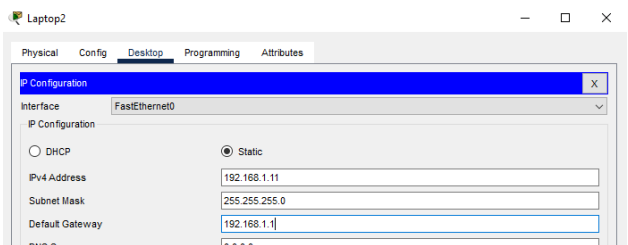 Laptop2
Physical Config Desktop Programming Attributes
IP Configuration X
Interface FastEthernet0
IP Configuration
DHCP Static
IPv4 Address 192.168.1.11
Subnet Mask 255.255.255.0
Default Gateway 192.168.1.1